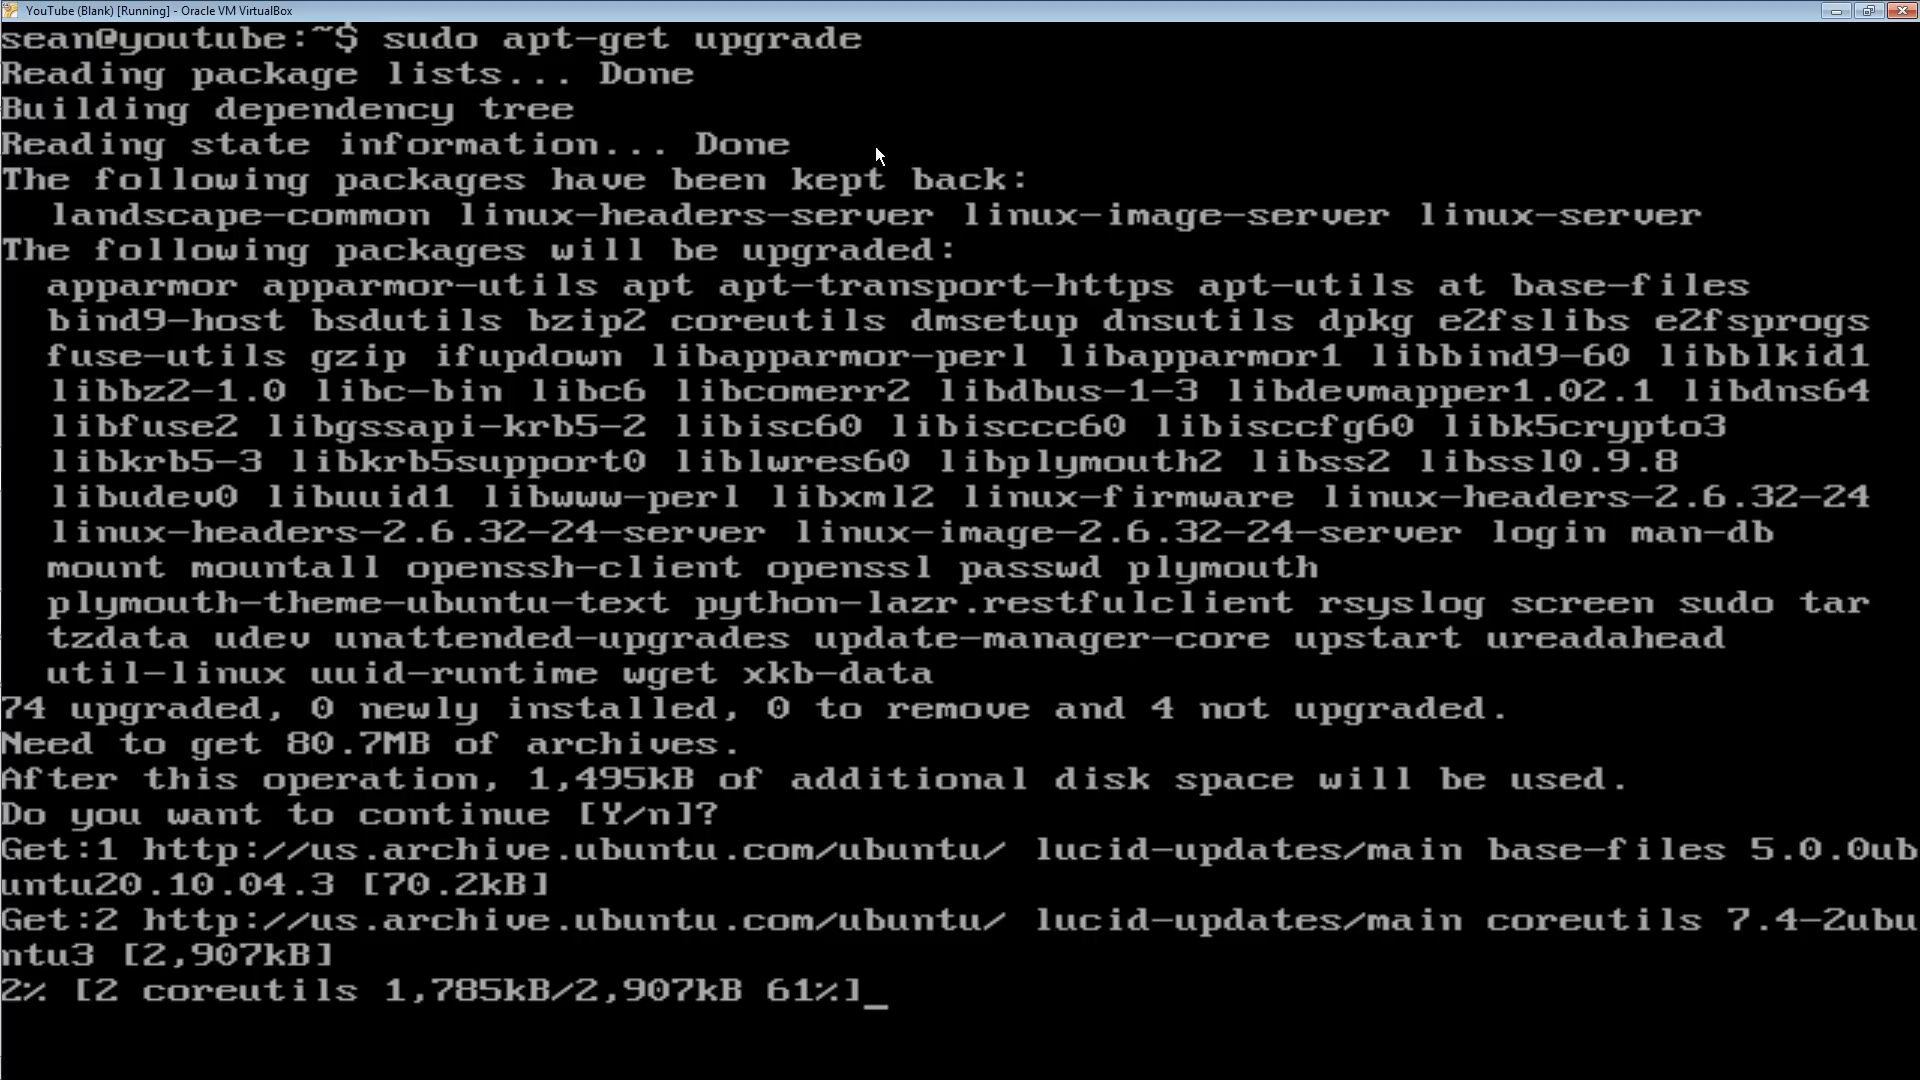 YouTube (Blank) [Running] - Oracle VM VirtualBox
sean@youtube:~$ sudo apt-get upgrade
Reading package lists... Done
Building dependency tree
Reading state information... Done
The following packages have been kept back:
  landscape-common linux-headers-server linux-image-server linux-server
The following packages will be upgraded:
  apparmor apparmor-utils apt apt-transport-https apt-utils at base-files
  bind9-host bsdutils bzip2 coreutils dmsetup dnsutils dpkg e2fslibs e2fsprogs
  fuse-utils gzip ifupdown libapparmor-perl libapparmor1 libbind9-60 libblkid1
  libbz2-1.0 libc-bin libc6 libcomerr2 libdbus-1-3 libdevmapper1.02.1 libdns64
  libfuse2 libgssapi-krb5-2 libisc60 libisccc60 libisccfg60 libk5crypto3
  libkrb5-3 libkrb5support0 liblwres60 libplymouth2 libss2 libssl0.9.8
  libudev0 libuuid1 libwww-perl libxml2 linux-firmware linux-headers-2.6.32-24
  linux-headers-2.6.32-24-server linux-image-2.6.32-24-server login man-db
  mount mountall openssh-client openssl passwd plymouth
  plymouth-theme-ubuntu-text python-lazr.restfulclient rsyslog screen sudo tar
  tzdata udev unattended-upgrades update-manager-core upstart ureadahead
  util-linux uuid-runtime wget xkb-data
74 upgraded, 0 newly installed, 0 to remove and 4 not upgraded.
Need to get 80.7MB of archives.
After this operation, 1,495kB of additional disk space will be used.
Do you want to continue [Y/n]?
Get:1 http://us.archive.ubuntu.com/ubuntu/ lucid-updates/main base-files 5.0.0ub
untu20.10.04.3 [70.2kB]
Get:2 http://us.archive.ubuntu.com/ubuntu/ lucid-updates/main coreutils 7.4-2ubu
ntu3 [2,907kB]
2% [2 coreutils 1,785kB/2,907kB 61%]_